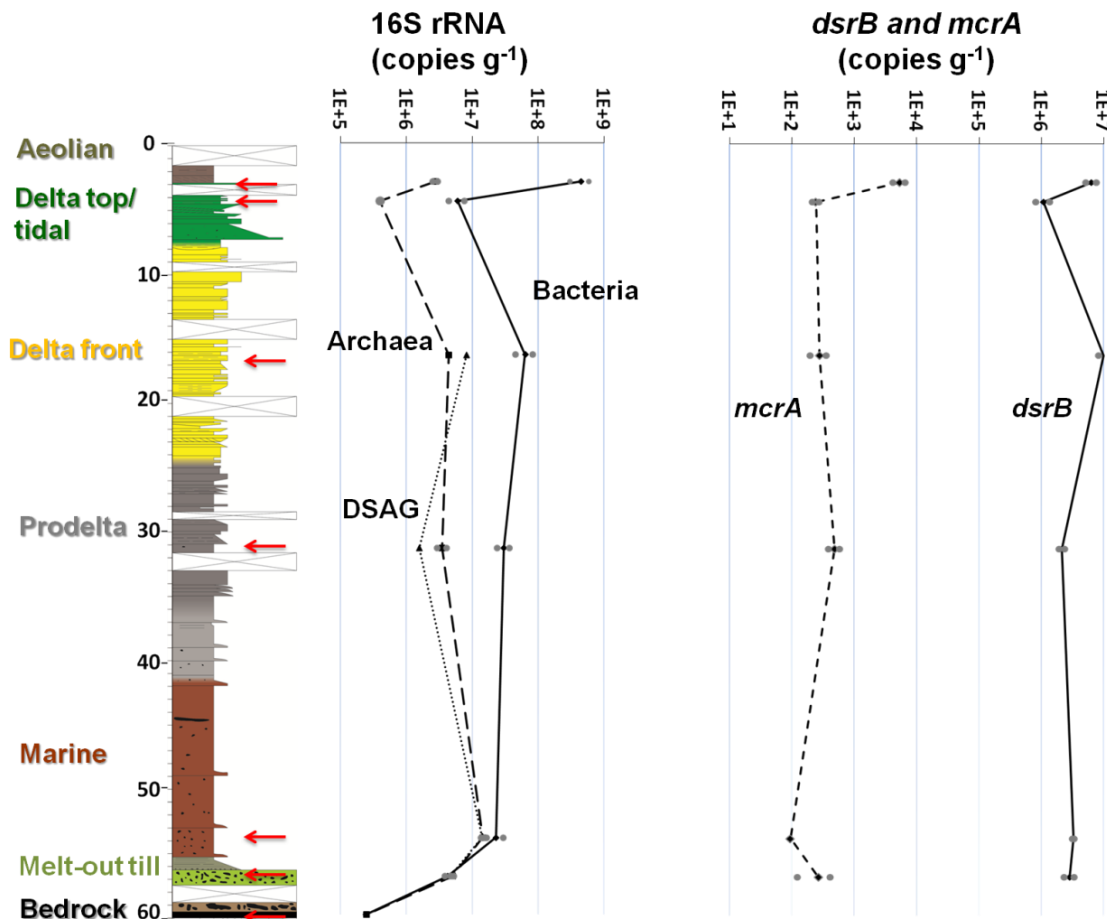 16S rRNA
(copies g-1)
dsrB and mcrA
(copies g-1)
1E+5
1E+6
1E+7
1E+8
1E+9
1E+1
1E+2
1E+3
1E+4
1E+5
1E+6
1E+7
0
Aeolian
Delta top/
tidal
10
Bacteria
Archaea
Delta front
20
mcrA
dsrB
DSAG
Prodelta
30
40
Marine
50
Melt-out till
Bedrock
60